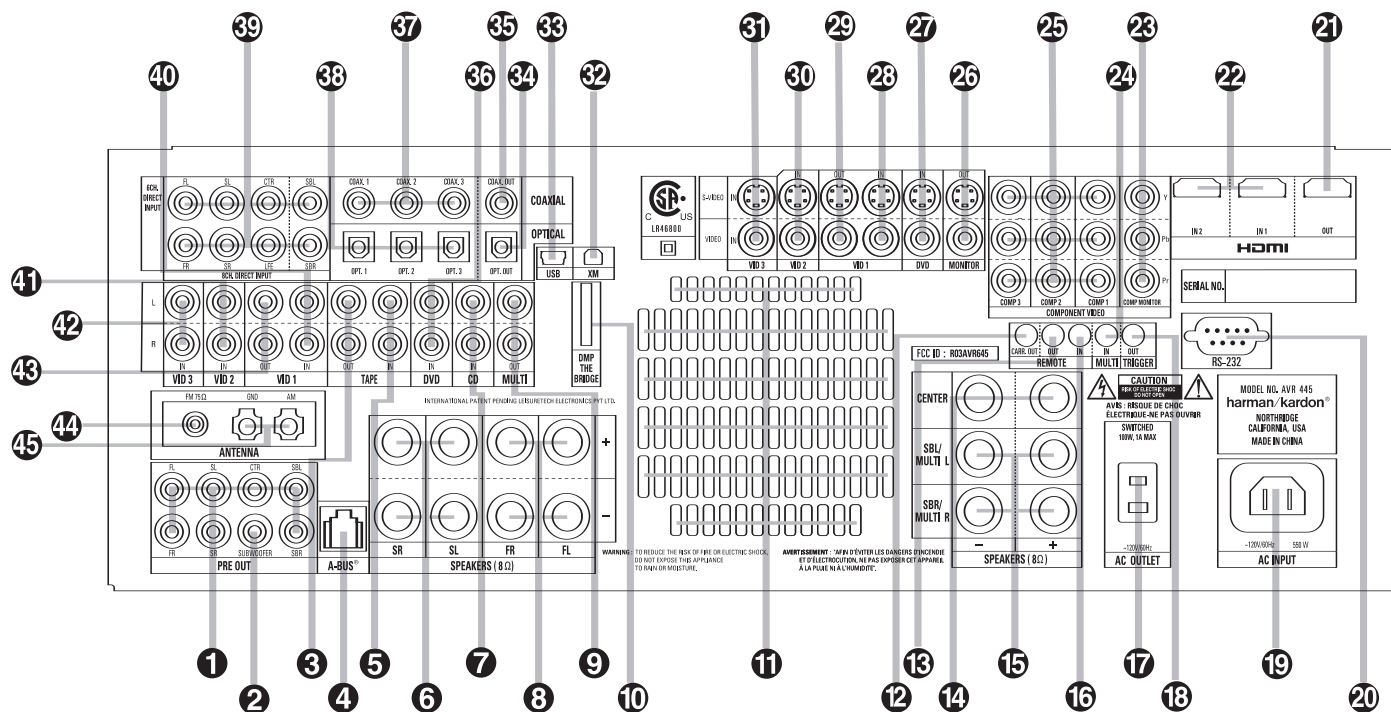 39 37 35 33 31 29 27 25 23 21
40 38 36 34 32 30 28 26 24 22
6CH. DIRECT INPUT
FL SL CTR SBL
FR SR LFE SBR
8CH. DIRECT INPUT
COAX. 1 COAX. 2 COAX. 3 COAX. OUT
COAXIAL
OPTICAL
OPT. 1 OPT. 2 OPT. 3 OPT. OUT
USB XM
C US
LR46800
S-VIDEO IN IN OUT IN IN OUT
VIDEO IN
VID 3 VID 2 VID 1 DVD MONITOR
Y
Pb
Pr
COMP 3 COMP 2 COMP 1 COMP MONITOR
COMPONENT VIDEO
IN 2 IN 1 OUT
HDMI
SERIAL NO.
41
42
43
L
R
IN IN OUT IN OUT IN IN IN OUT
VID 3 VID 2 VID 1 TAPE DVD CD MULTI
DMP THE BRIDGE
INTERNATIONAL PATENT PENDING LEISURETECH ELECTRONICS PVT LTD.
CARR. OUT OUT IN IN OUT
REMOTE MULTI TRIGGER
FCC ID : R03AVR645
RS-232
44
45
FM 75Ω GND AM
ANTENNA
FL SL CTR SBL
FR SR SUBWOOFER SBR
PRE OUT
A-BUS®
+
–
SR SL FR FL
SPEAKERS ( 8Ω )
WARNING : TO REDUCE THE RISK OF FIRE OR ELECTRIC SHOCK,
DO NOT EXPOSE THIS APPLIANCE
TO RAIN OR MOISTURE.
AVERTISSEMENT : "AFIN D'ÉVITER LES DANGERS D'INCENDIE
ET D'ÉLECTROCUTION, NE PAS EXPOSER CET APPAREIL
À LA PLUIE NI À L'HUMIDITÉ".
CENTER
SBL/ MULTI L
SBR/ MULTI R
– +
SPEAKERS ( 8Ω )
CAUTION
RISK OF ELECTRIC SHOC
DO NOT OPEN
AVIS : RISQUE DE CHOC
ÉLECTRIQUE-NE PAS OUVRIR
SWITCHED
100W, 1A MAX
~120V/60Hz
AC OUTLET
MODEL NO. AVR 445
harman/kardon®
NORTHRIDGE
CALIFORNIA, USA
MADE IN CHINA
~120V/60Hz 550 W
AC INPUT
1 3 5 7 9 11 13 15 17 19
2 4 6 8 10 12 14 16 18 20